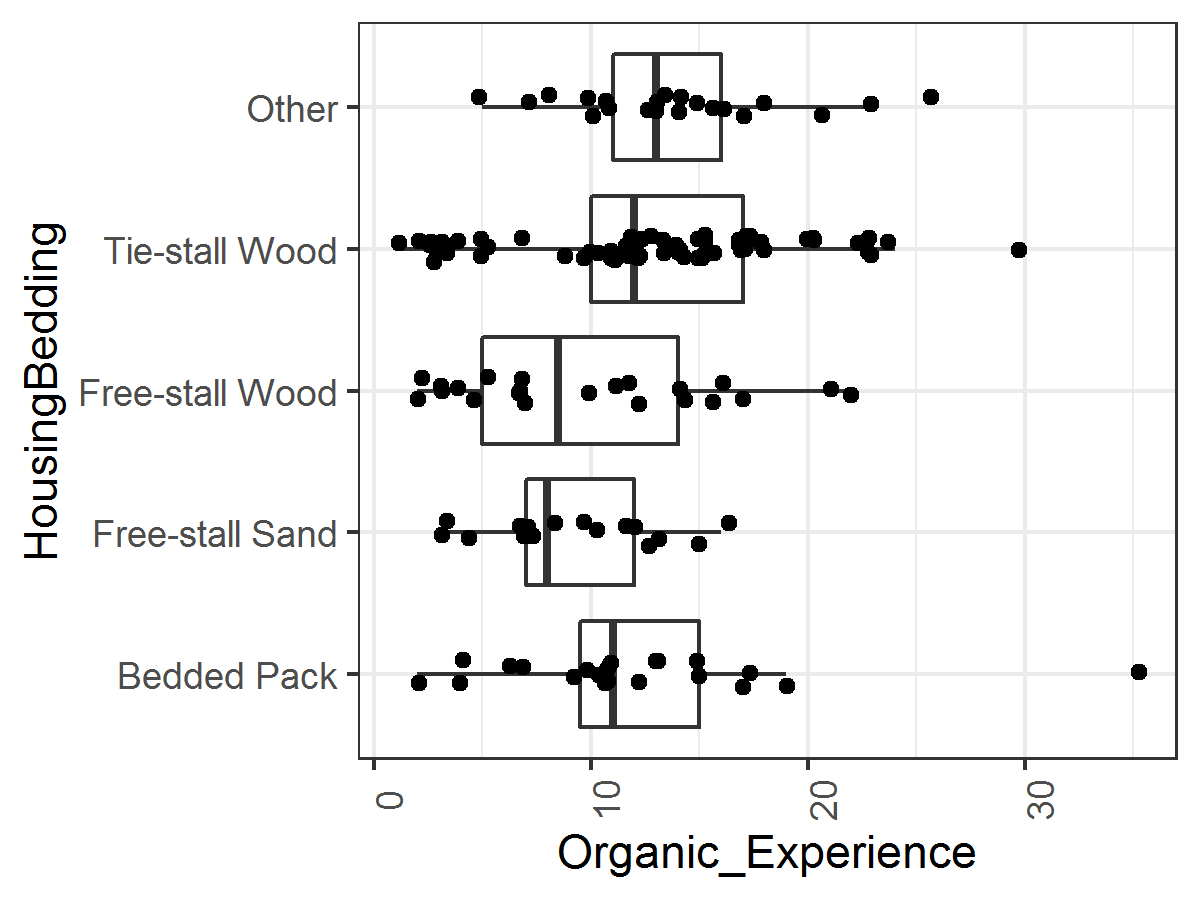 HousingBedding
Other
Tie-stall Wood
Free-stall Wood
Free-stall Sand
Bedded Pack
0 10 20 30
Organic_Experience